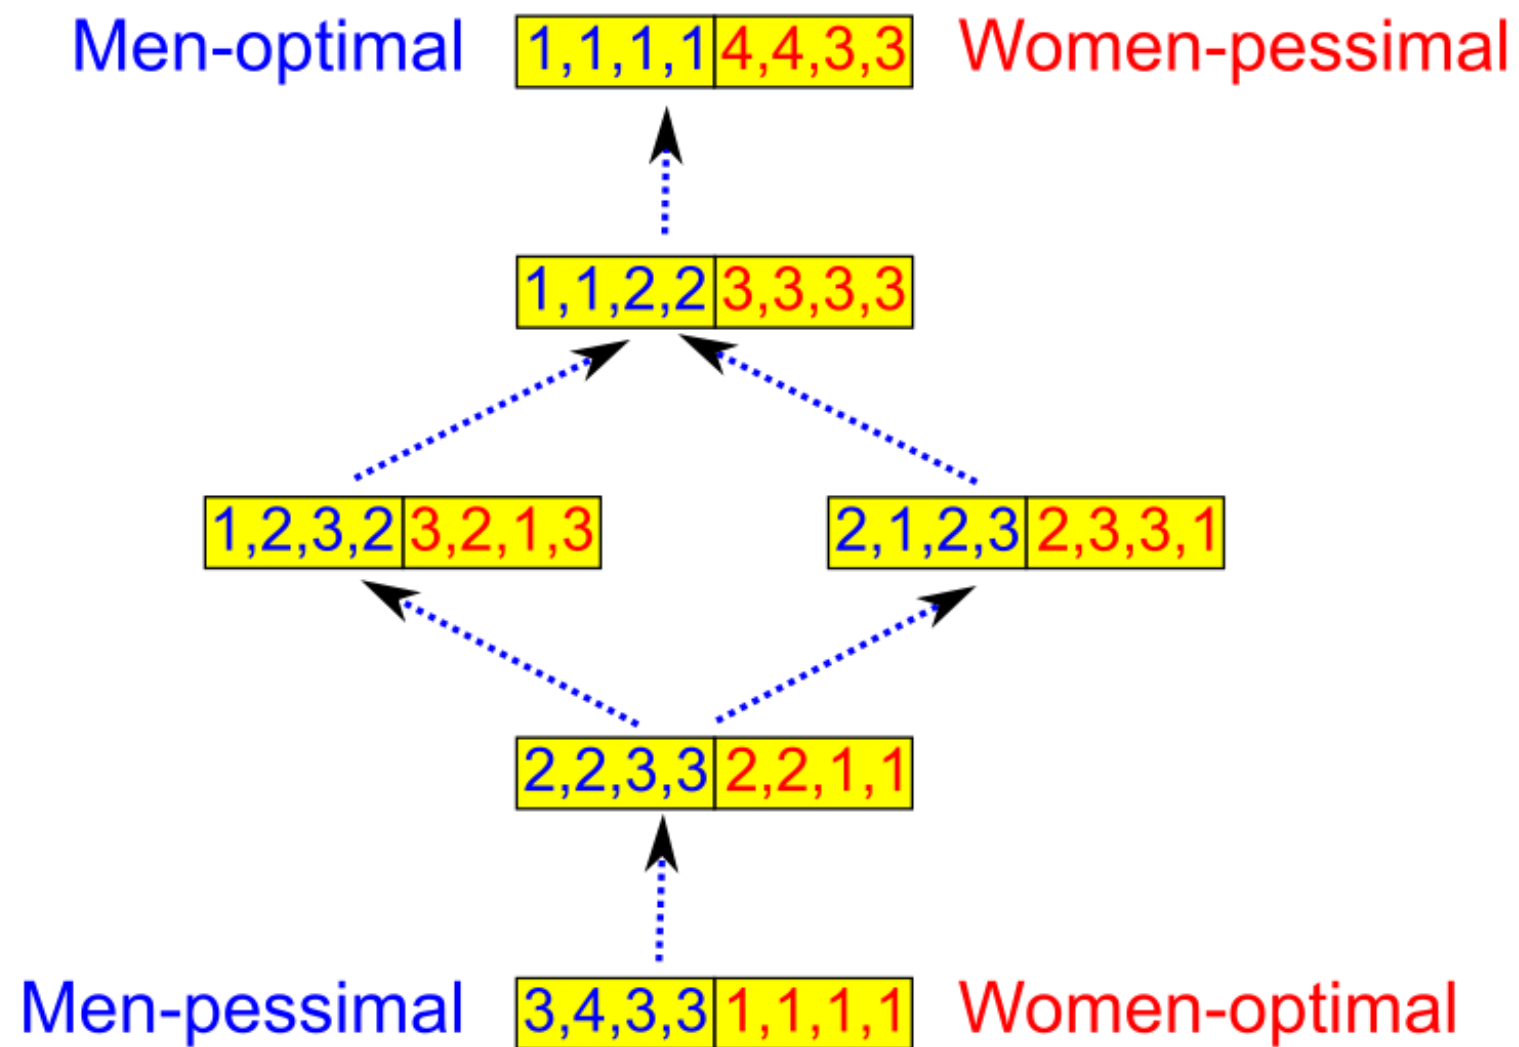 Men-optimal 1,1,1,1 4,4,3,3 Women-pessimal
1,1,2,2 3,3,3,3
1,2,3,2 3,2,1,3 2,1,2,3 2,3,3,1
2,2,3,3 2,2,1,1
Men-pessimal 3,4,3,3 1,1,1,1 Women-optimal